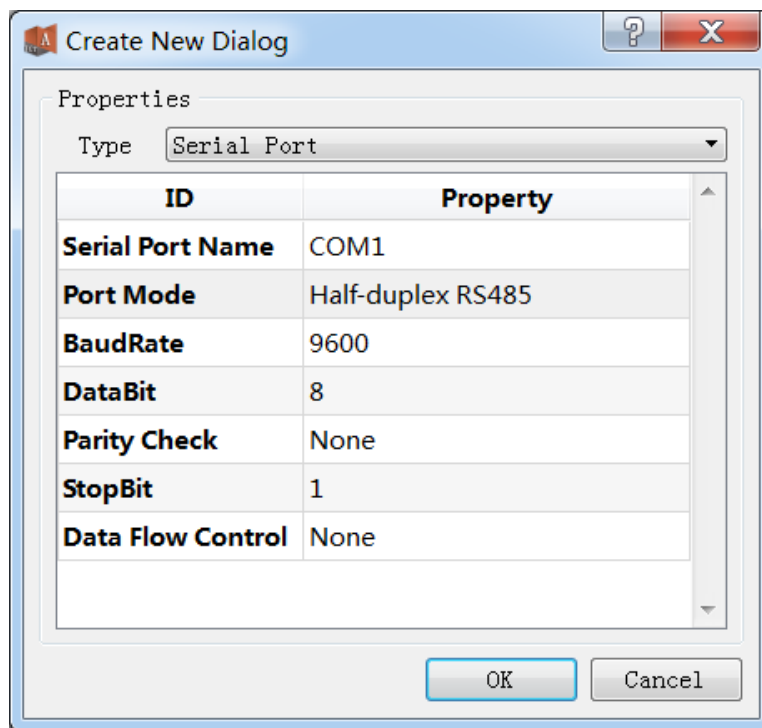 Create New Dialog
Properties
Type Serial Port
ID Property
Serial Port Name COM1
Port Mode Half-duplex RS485
BaudRate 9600
DataBit 8
Parity Check None
StopBit 1
Data Flow Control None
OK Cancel